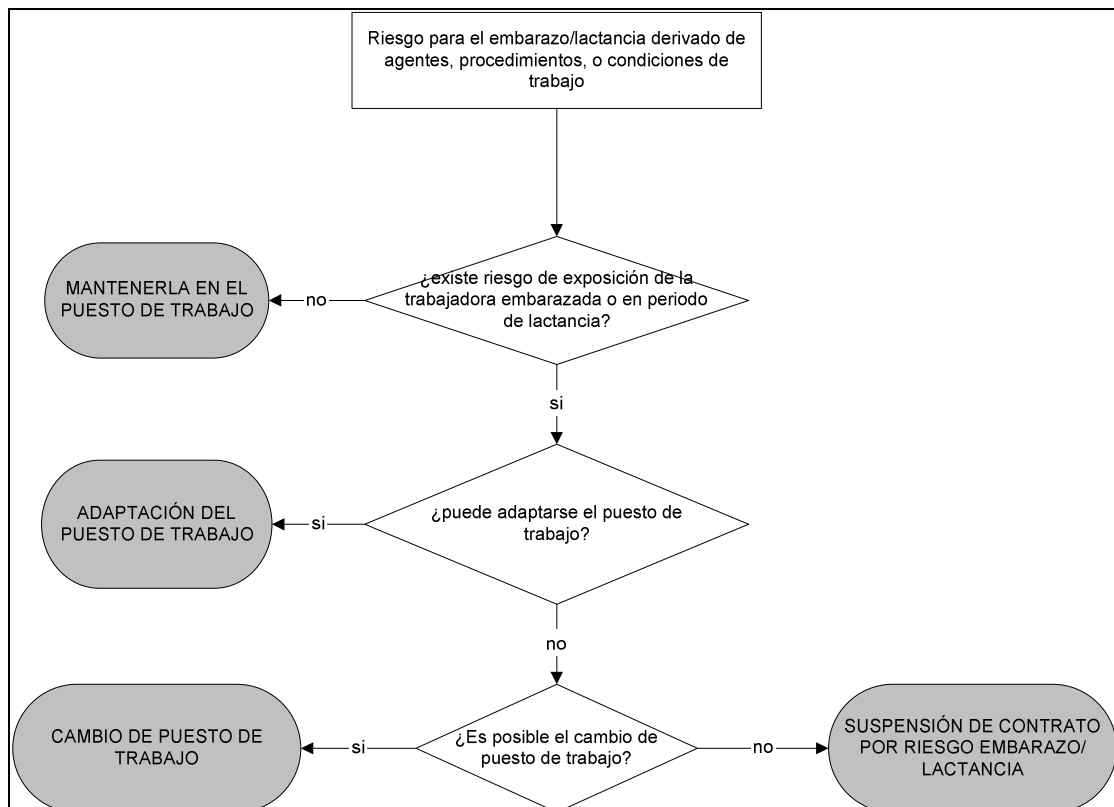 Riesgo para el embarazo/lactancia derivado de
agentes, procedimientos, o condiciones de
trabajo
¿existe riesgo de exposición de la
trabajadora embarazada o en periodo
de lactancia?
no
MANTENERLA EN EL
PUESTO DE TRABAJO
si
¿puede adaptarse el puesto de
trabajo?
si
ADAPTACIÓN DEL
PUESTO DE TRABAJO
no
¿Es posible el cambio de
puesto de trabajo?
si
CAMBIO DE PUESTO DE
TRABAJO
no
SUSPENSIÓN DE CONTRATO
POR RIESGO EMBARAZO/
LACTANCIA